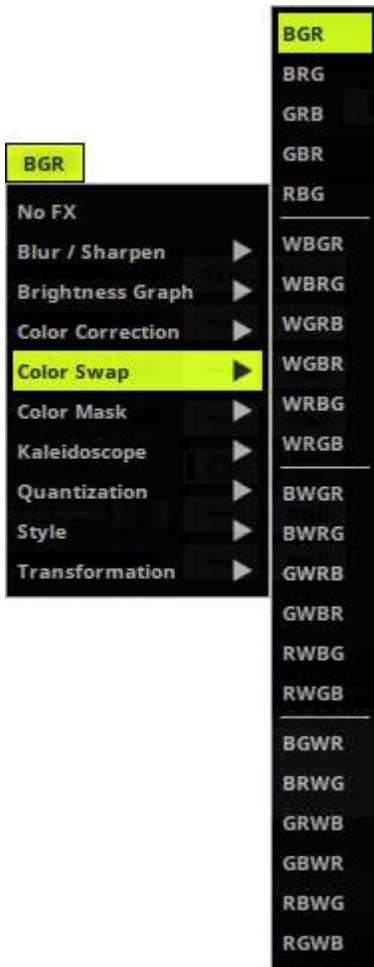 BGR
No FX
Blur / Sharpen
Brightness Graph
Color Correction
Color Swap
Color Mask
Kaleidoscope
Quantization
Style
Transformation
BGR
BRG
GRB
GBR
RBG
WBGR
WBRG
WGRB
WGBR
WRBG
WRGB
BWGR
BWRG
GWRB
GWBR
RWBG
RWGB
BGWR
BRWG
GRWB
GBWR
RBWG
RGWB